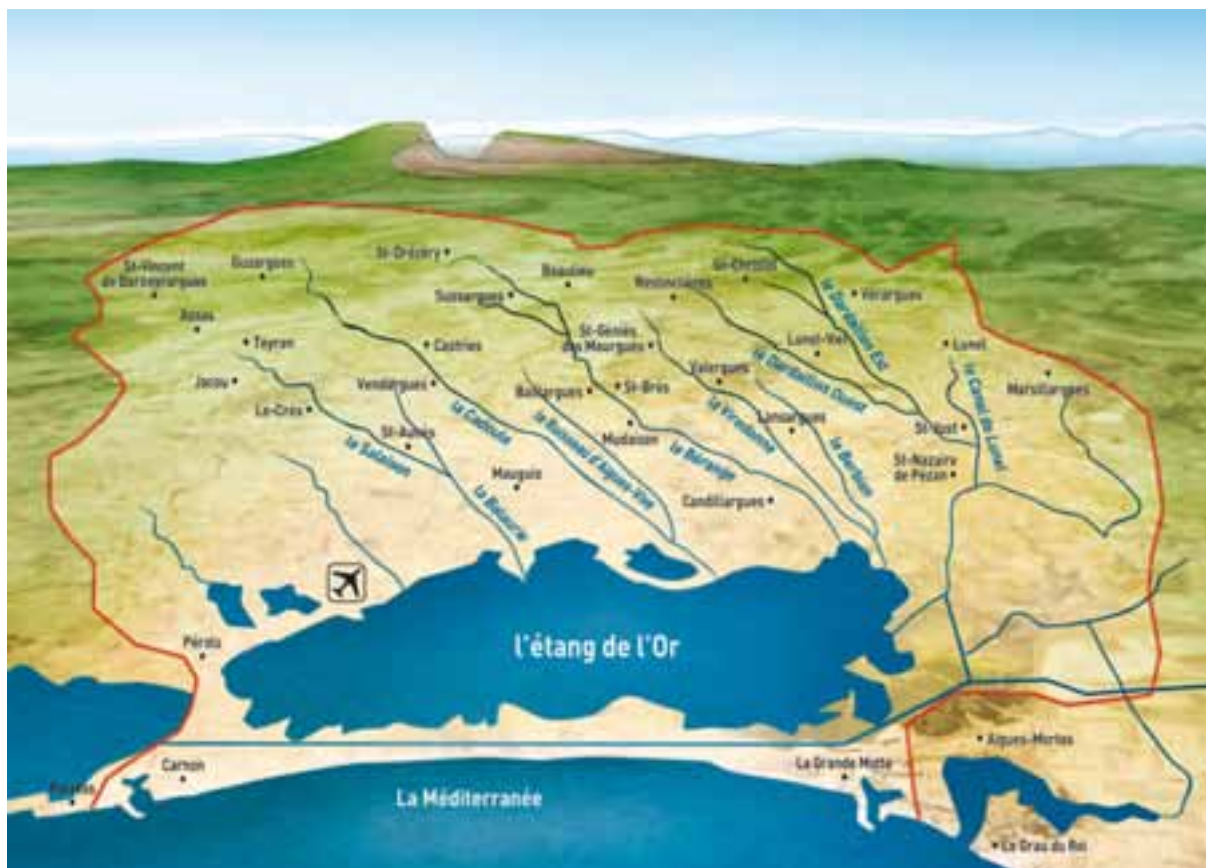 St-Drézéry
Guzargues
Beaulieu
St-Christol
St-Vincent
de Barbeyrargues
Restinclières
Vérargues
Sussargues
le Dardaillon Est
Assas
St-Géniès
des Mourgues
Teyran
Castries
Lunel-Viel
Lunel
Jacou
Vendargues
Valergues
le Dardaillon Ouest
Marsillargues
Baillargues
St-Brès
le Canal de Lunel
Le-Crès
Lansargues
St-Just
St-Aunès
la Cadoule
Mudaison
la Viredonne
le Salaison
la Bérange
le Berbian
St-Nazaire
de Pézan
Mauguio
Candillargues
l'étang de l'Or
Pérols
Aigues-Mortes
Carnon
La Grande Motte
Palavas
La Méditerranée
Le Grau du Roi